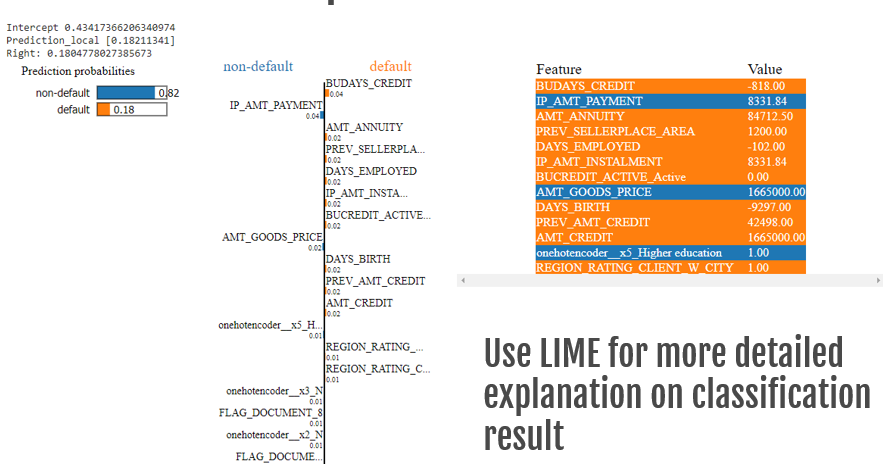 Intercept 0.43417366206340974
Prediction_local [0.18211341]
Right: 0.1804778027385673
Prediction probabilities
non-default 0.82
default 0.18
non-default default
BUDAYS_CREDIT
0.04
IP_AMT_PAYMENT
0.04
AMT_ANNUITY
0.02
PREV_SELLERPLA...
0.02
DAYS_EMPLOYED
0.02
IP_AMT_INSTA...
0.02
BUCREDIT_ACTIVE...
0.02
AMT_GOODS_PRICE
0.02
DAYS_BIRTH
0.02
PREV_AMT_CREDIT
0.02
AMT_CREDIT
0.02
onehotencoder__x5_H...
0.01
REGION_RATING_...
0.01
REGION_RATING_C...
0.01
onehotencoder__x3_N
0.01
FLAG_DOCUMENT_8
0.01
onehotencoder__x2_N
0.01
FLAG_DOCUME...
Feature Value
BUDAYS_CREDIT -818.00
IP_AMT_PAYMENT 8331.84
AMT_ANNUITY 84712.50
PREV_SELLERPLACE_AREA 1200.00
DAYS_EMPLOYED -102.00
IP_AMT_INSTALMENT 8331.84
BUCREDIT_ACTIVE_Active 0.00
AMT_GOODS_PRICE 1665000.00
DAYS_BIRTH -9297.00
PREV_AMT_CREDIT 42498.00
AMT_CREDIT 1665000.00
onehotencoder__x5_Higher education 1.00
REGION_RATING_CLIENT_W_CITY 1.00
Use LIME for more detailed
explanation on classification
result